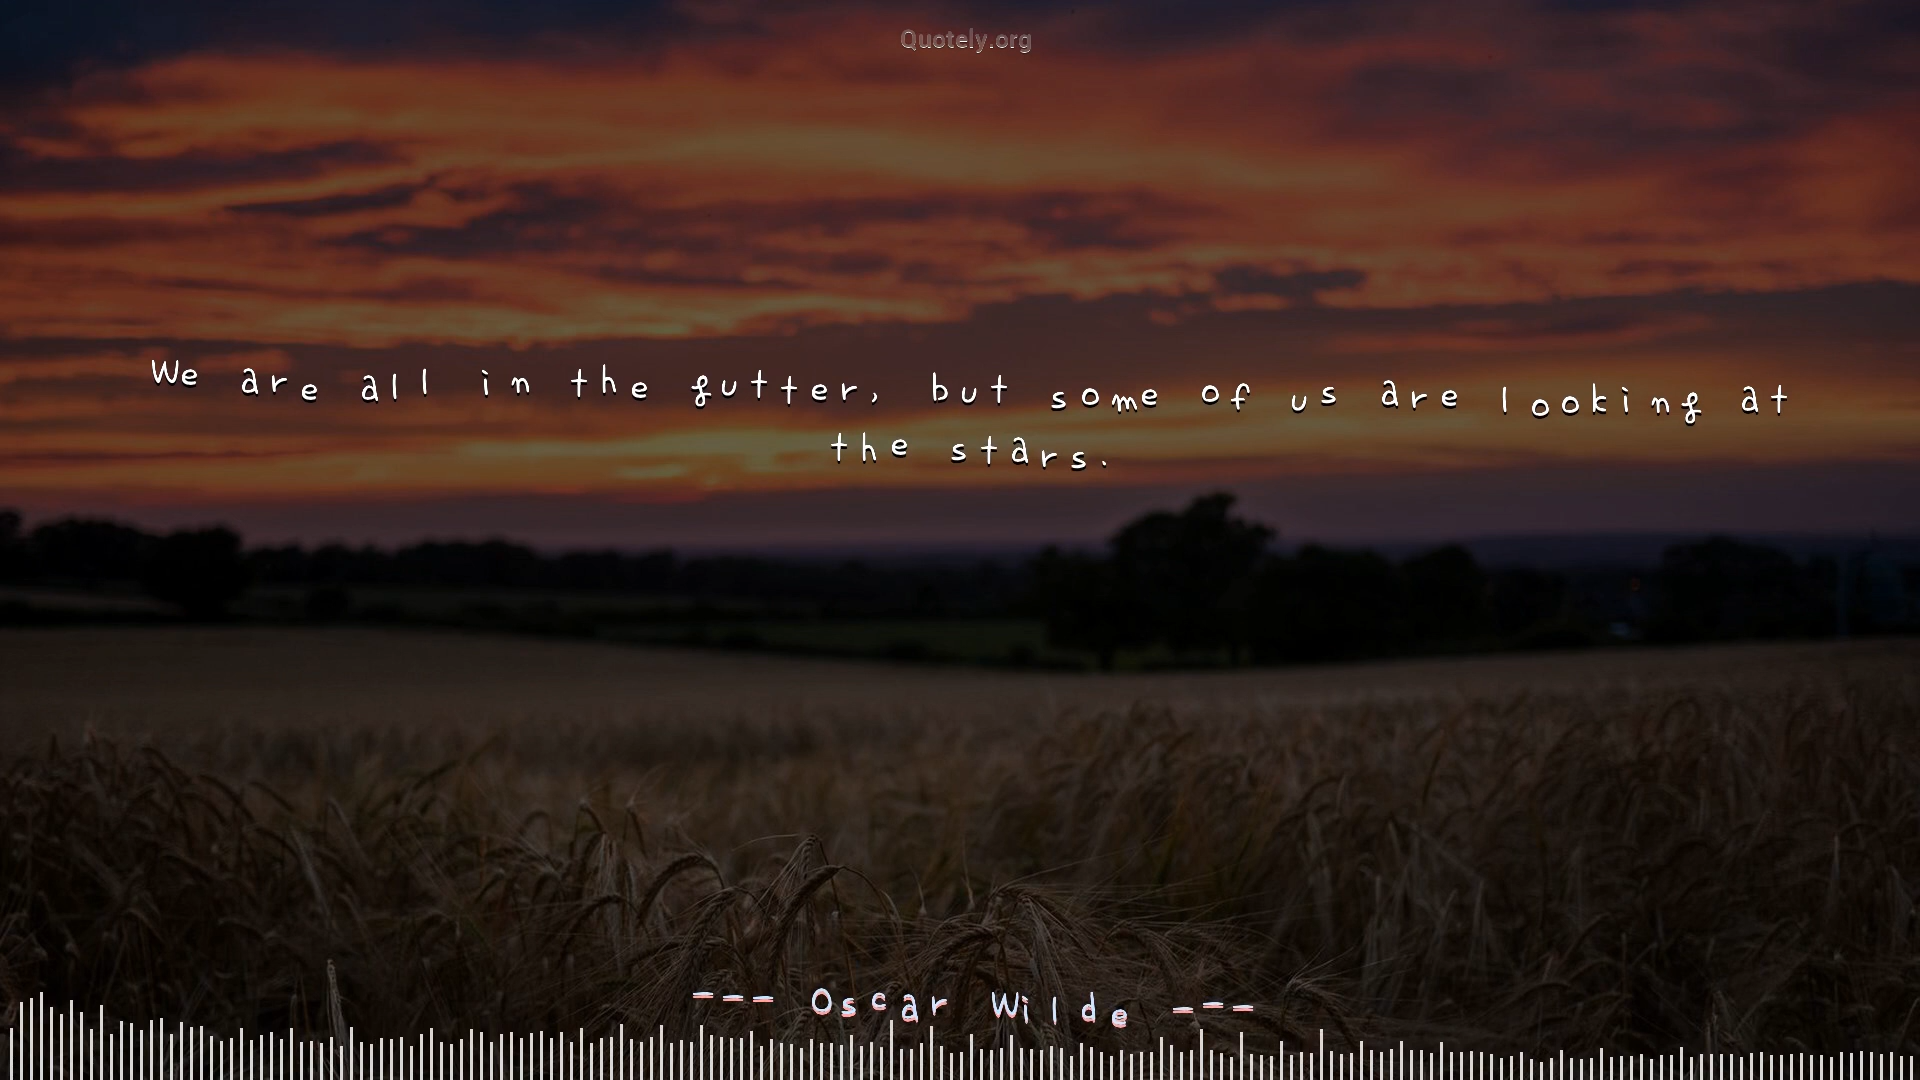 Quotely.org
We are all in the gutter, but some of us are looking at
the stars.
--- Oscar Wilde ---